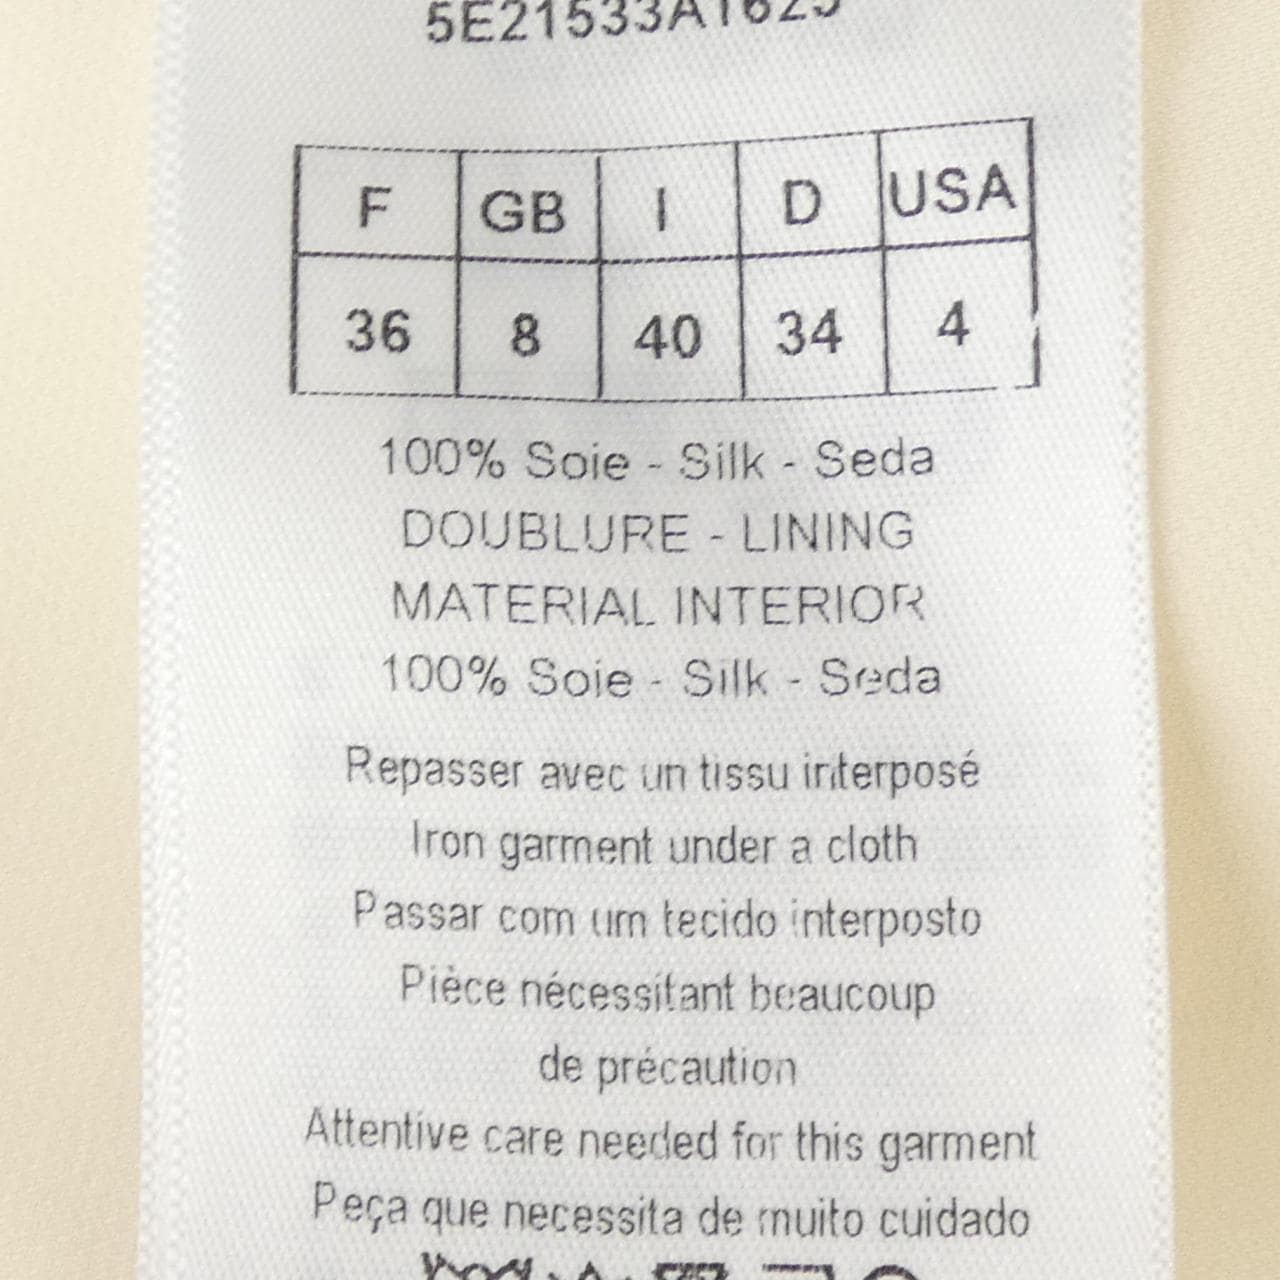 5E21533A1625
F GB I D USA
36 8 40 34 4
100% Soie - Silk - Seda
DOUBLURE - LINING
MATERIAL INTERIOR
100% Soie - Silk - Seda
Repasser avec un tissu interposé
Iron garment under a cloth
Passar com um tecido interposto
Pièce nécessitant beaucoup
de précaution
Attentive care needed for this garment
Peça que necessita de muito cuidado